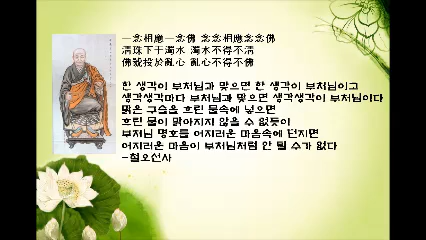 一念相應一念佛 念念相應念念佛
清珠下于濁水 濁水不得不清
佛號投於亂心 亂心不得不佛
한 생각이 부처님과 맞으면 한 생각이 부처님이고
생각생각마다 부처님과 맞으면 생각생각이 부처님이다
맑은 구슬을 흐린 물속에 넣으면
흐린 물이 맑아지지 않을 수 없듯이
부처님 명호를 어지러운 마음속에 던지면
어지러운 마음이 부처님처럼 안 될 수가 없다
-철오선사